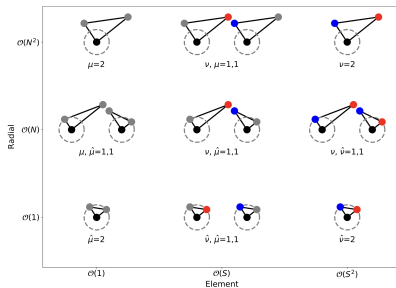 𝒪(N²)
μ=2
ν, μ=1,1
ν=2
Radial
𝒪(N)
μ, μ̂=1,1
ν, μ̂=1,1
ν, ν̂=1,1
𝒪(1)
μ̂=2
ν̂, μ̂=1,1
ν̂=2
𝒪(1)
𝒪(S)
𝒪(S²)
Element